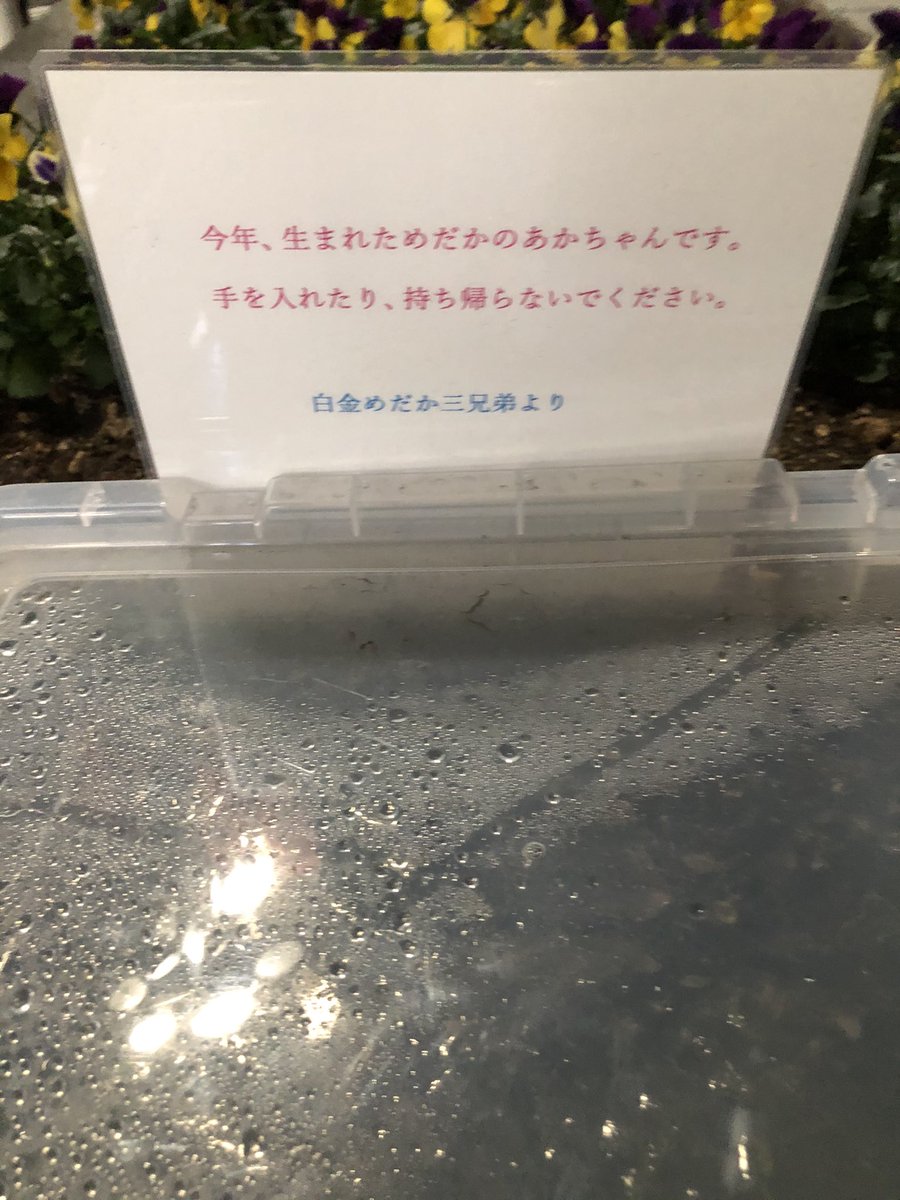 今年、生まれためだかのあかちゃんです。
手を入れたり、持ち帰らないでください。
白金めだか三兄弟より